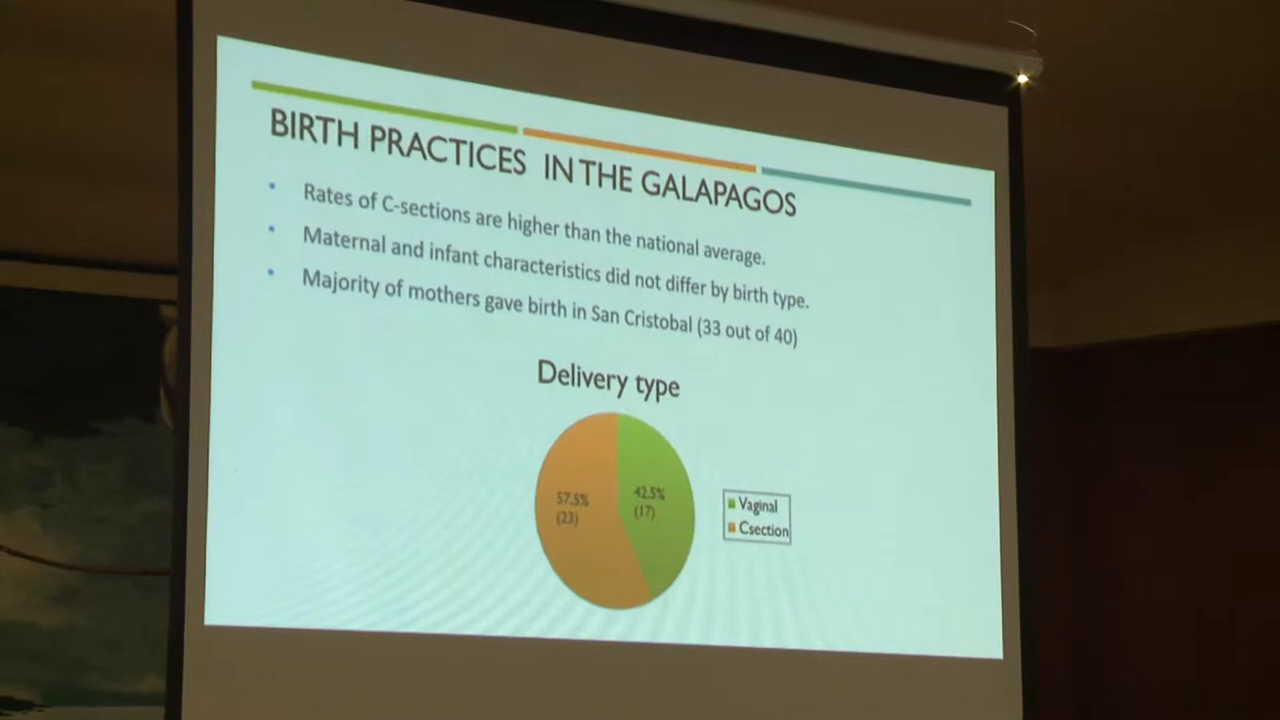 BIRTH PRACTICES IN THE GALAPAGOS
Rates of C-sections are higher than the national average.
Maternal and infant characteristics did not differ by birth type.
Majority of mothers gave birth in San Cristobal (33 out of 40)
Delivery type
57.5%
(23)
42.5%
(17)
Vaginal
Csection